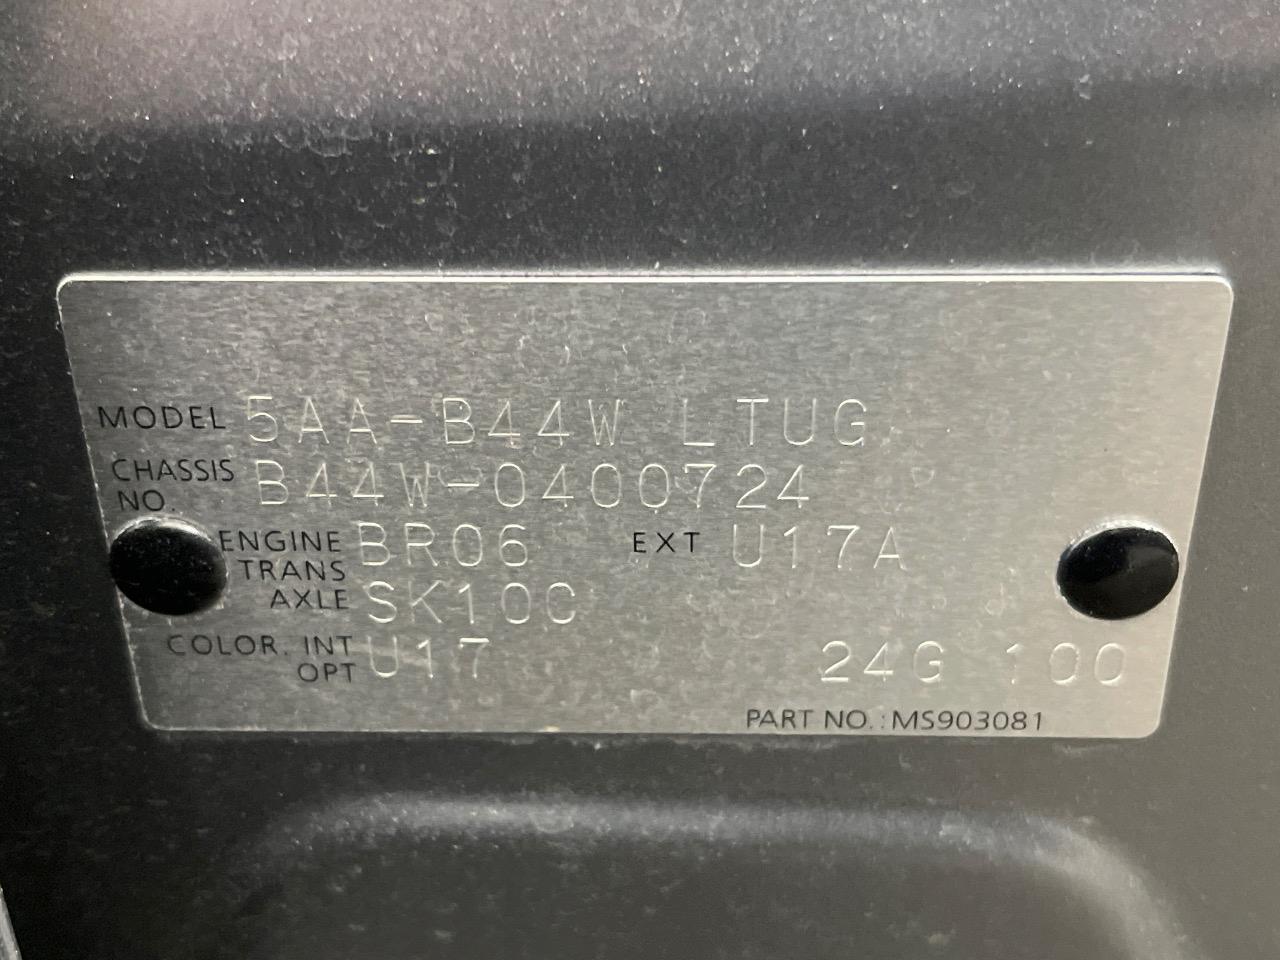 MODEL 5AA-B44W LTUG
CHASSIS NO. B44W-0400724
ENGINE BR06 EXT U17A
TRANS AXLE SK10C
COLOR. INT OPT U17 24G 100
PART NO.:MS903081